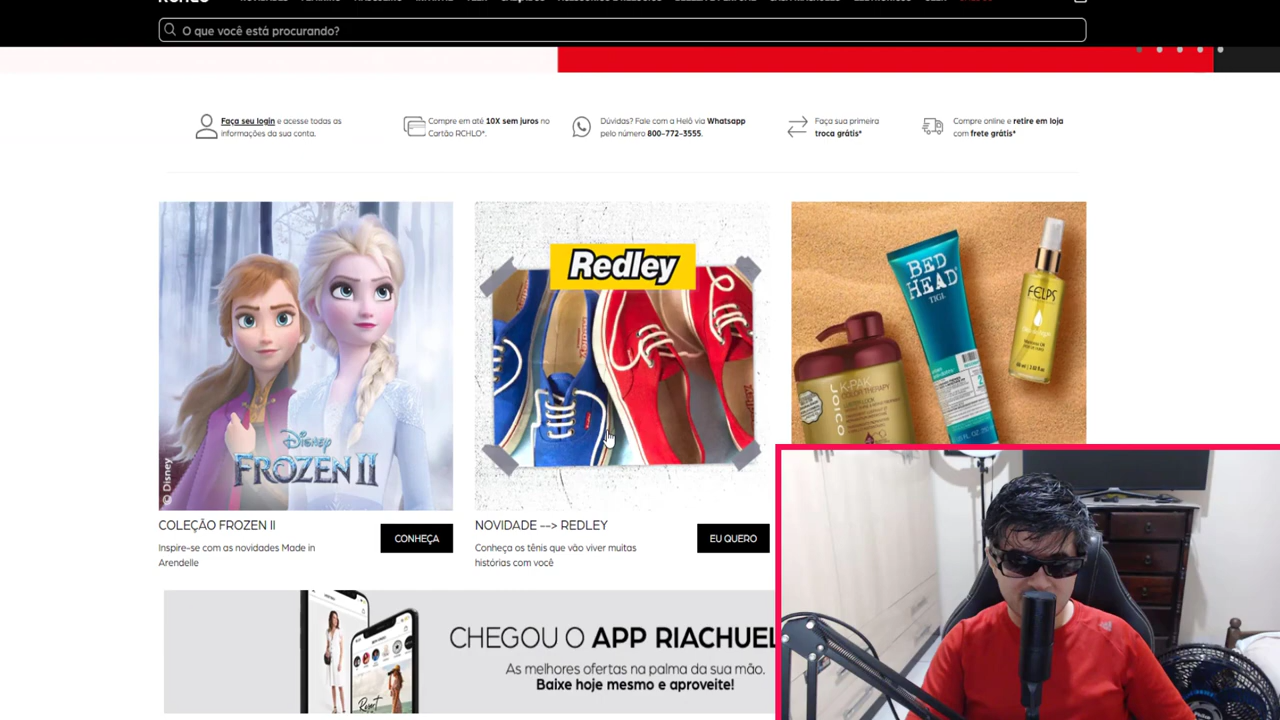 O que você está procurando?
Faça seu login e acesse todas as
informações da sua conta.
Compre em até 10X sem juros no
Cartão RCHLO*.
Dúvidas? Fale com a Helô via Whatsapp
pelo número 800-772-3555.
Faça sua primeira
troca grátis*
Compre online e retire em loja
com frete grátis*
© Disney
Disney
FROZEN II
Redley
BED
HEAD
TIGI
FELPS
K-PAK
COLOR THERAPY
JOICO
COLEÇÃO FROZEN II
Inspire-se com as novidades Made in
Arendelle
CONHEÇA
NOVIDADE --> REDLEY
Conheça os tênis que vão viver muitas
histórias com você
EU QUERO
CHEGOU O APP RIACHUEL
As melhores ofertas na palma da sua mão.
Baixe hoje mesmo e aproveite!